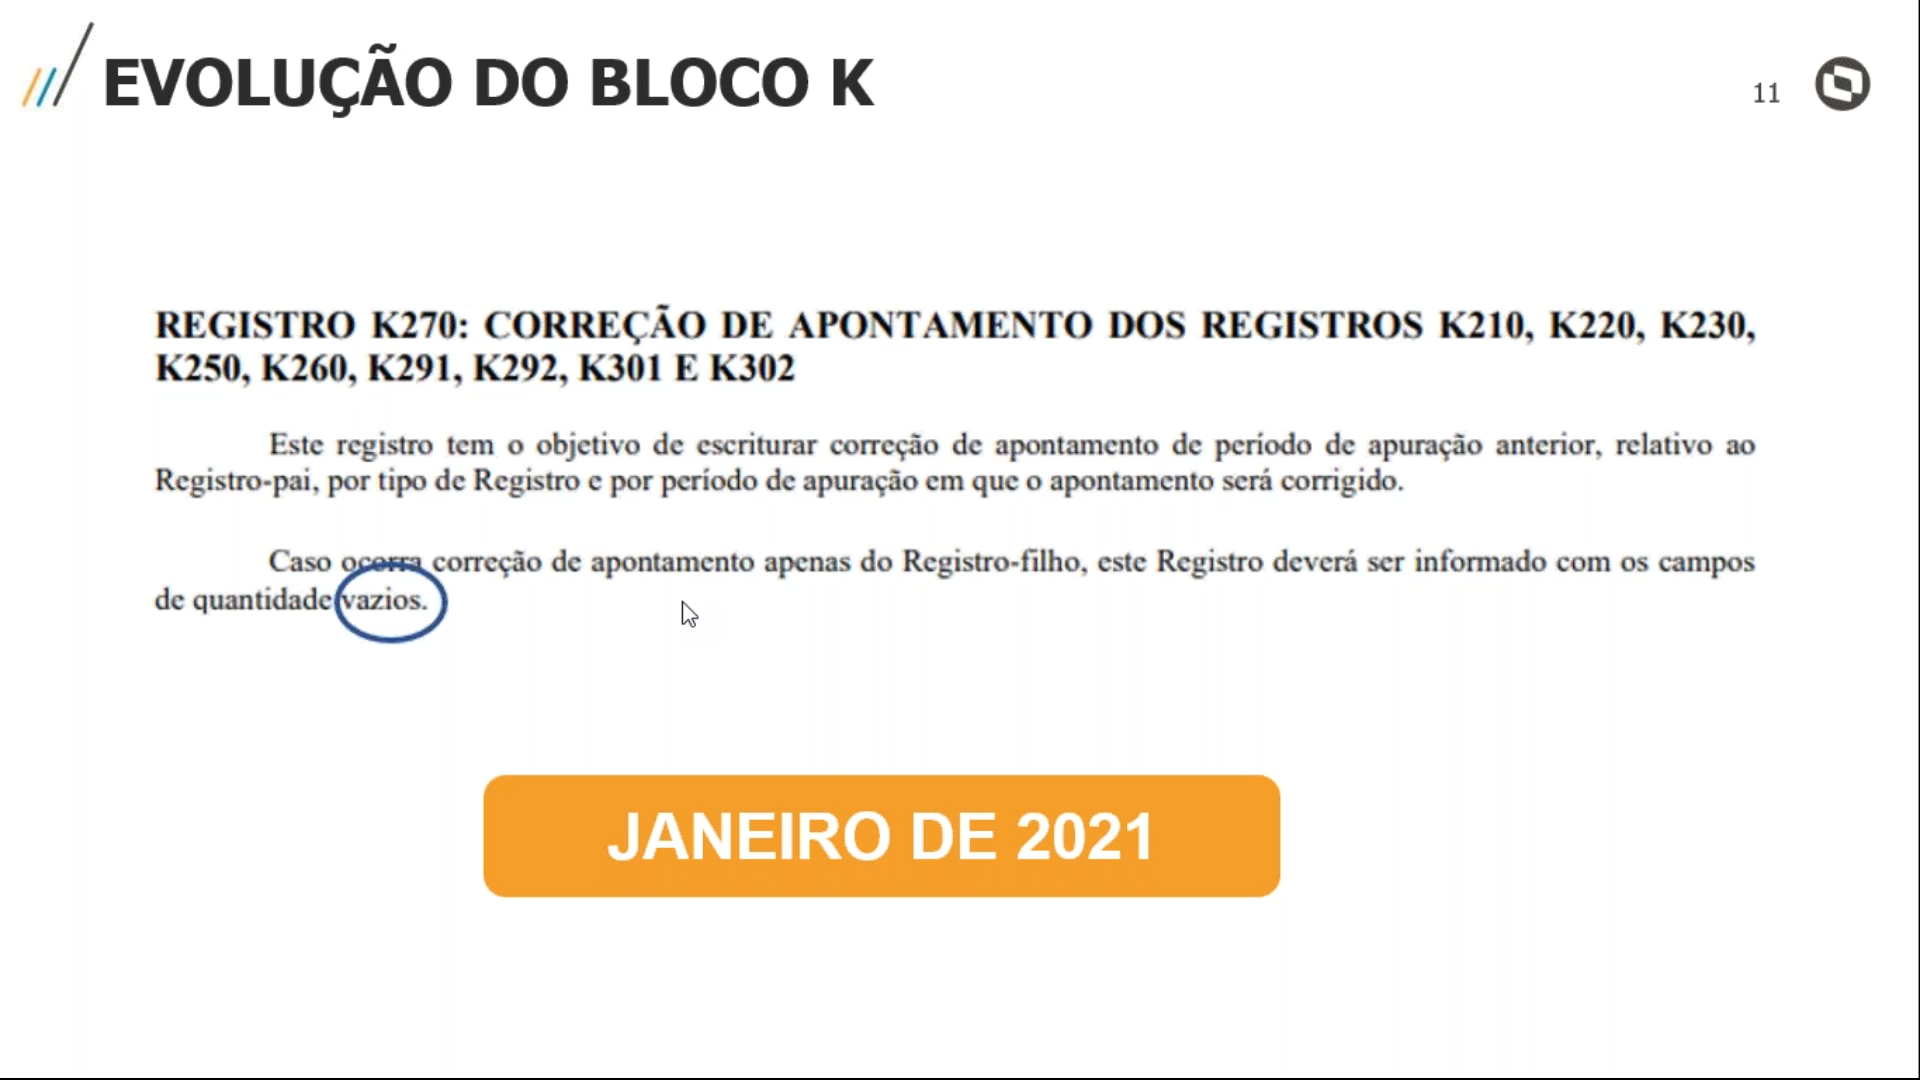 EVOLUÇÃO DO BLOCO K
11
REGISTRO K270: CORREÇÃO DE APONTAMENTO DOS REGISTROS K210, K220, K230,
K250, K260, K291, K292, K301 E K302
Este registro tem o objetivo de escriturar correção de apontamento de período de apuração anterior, relativo ao
Registro-pai, por tipo de Registro e por período de apuração em que o apontamento será corrigido.
Caso ocorra correção de apontamento apenas do Registro-filho, este Registro deverá ser informado com os campos
de quantidade vazios.
JANEIRO DE 2021